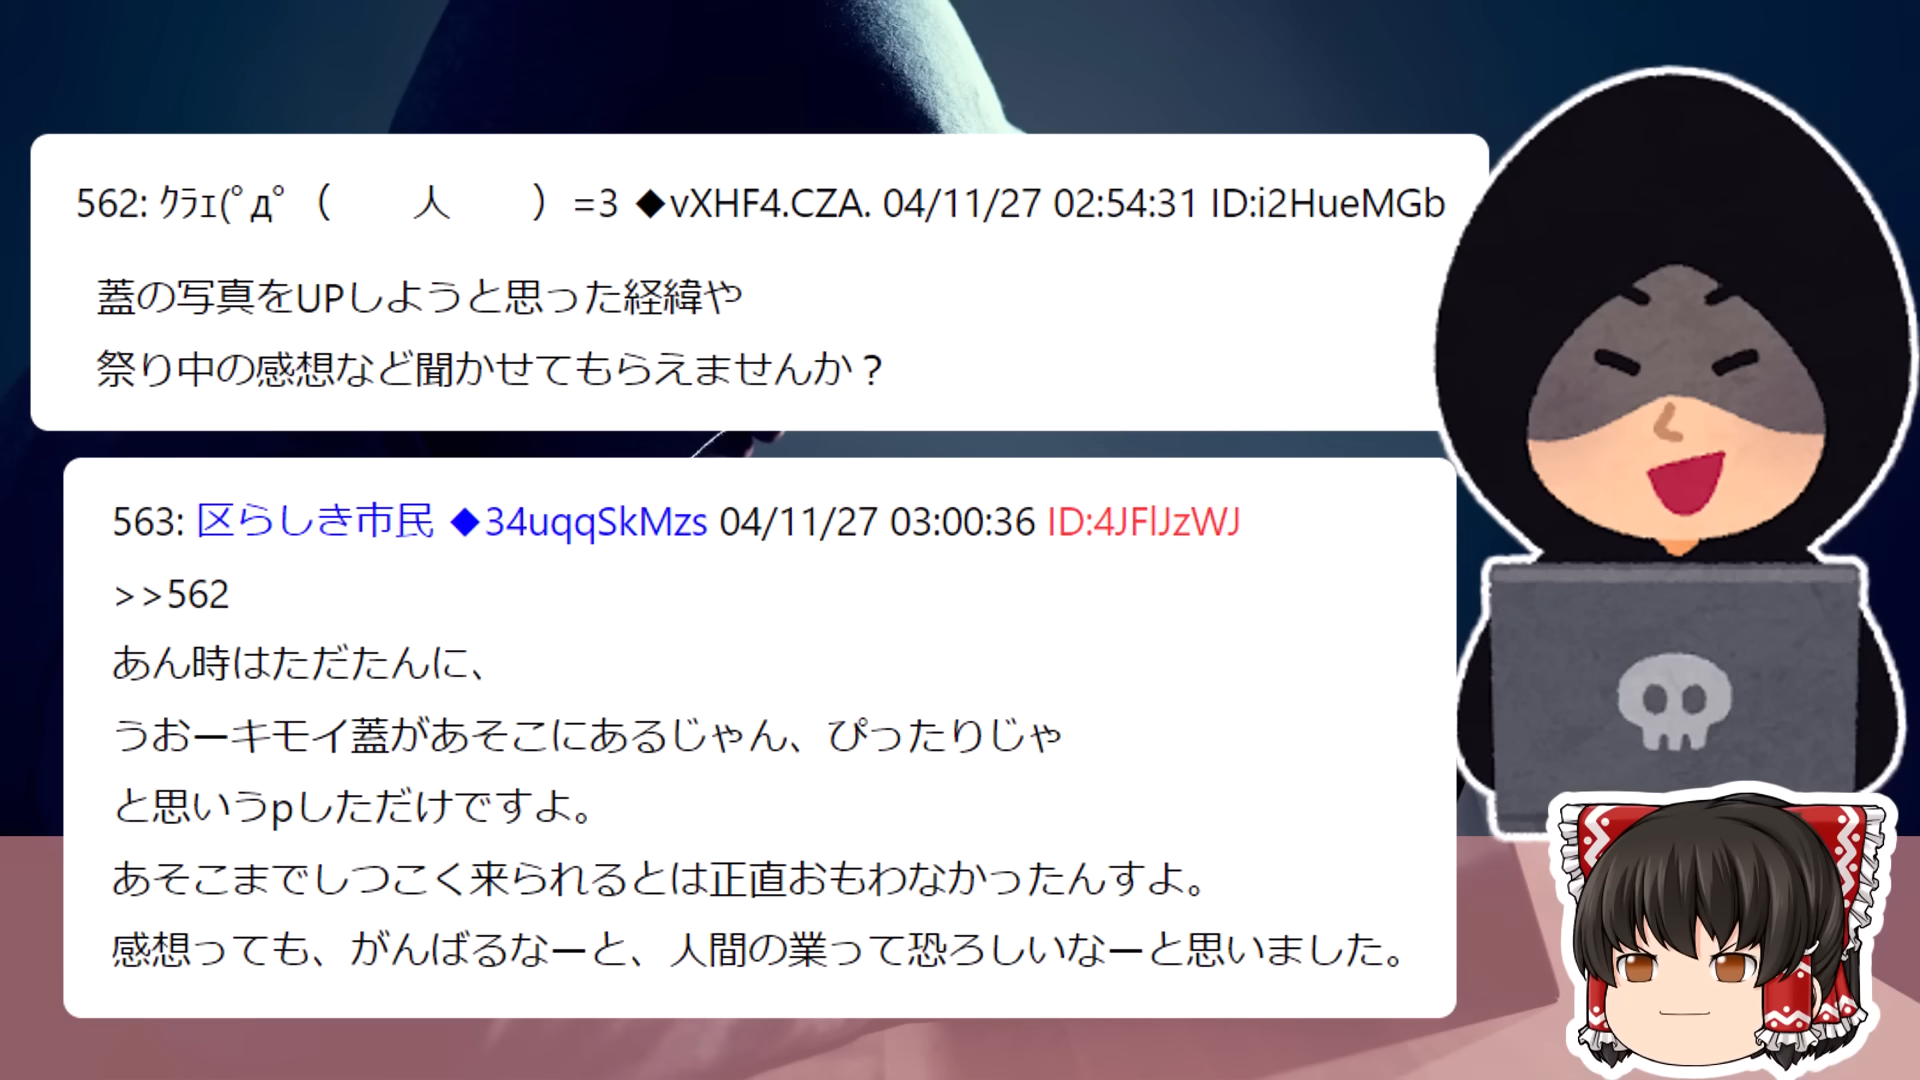 562: ｸﾗｪ(ﾟдﾟ（　　人　　）=3 ◆vXHF4.CZA. 04/11/27 02:54:31 ID:i2HueMGb
蓋の写真をUPしようと思った経緯や
祭り中の感想など聞かせてもらえませんか？
563: 区らしき市民 ◆34uqqSkMzs 04/11/27 03:00:36 ID:4JFlJzWJ
>>562
あん時はただたんに、
うおーキモイ蓋があそこにあるじゃん、ぴったりじゃ
と思いうpしただけですよ。
あそこまでしつこく来られるとは正直おもわなかったんすよ。
感想っても、がんばるなーと、人間の業って恐ろしいなーと思いました。